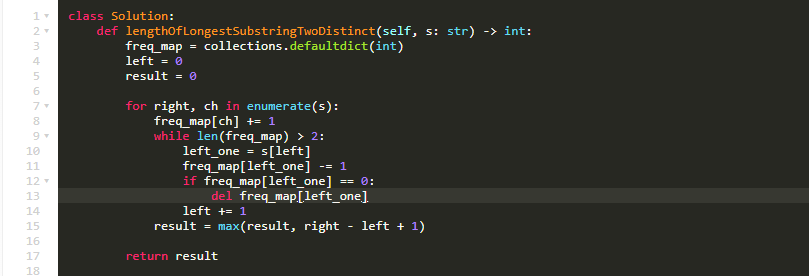 1 class Solution:
2     def lengthOfLongestSubstringTwoDistinct(self, s: str) -> int:
3         freq_map = collections.defaultdict(int)
4         left = 0
5         result = 0
6
7         for right, ch in enumerate(s):
8             freq_map[ch] += 1
9             while len(freq_map) > 2:
10                 left_one = s[left]
11                 freq_map[left_one] -= 1
12                 if freq_map[left_one] == 0:
13                     del freq_map[left_one]
14                 left += 1
15             result = max(result, right - left + 1)
16
17         return result
18